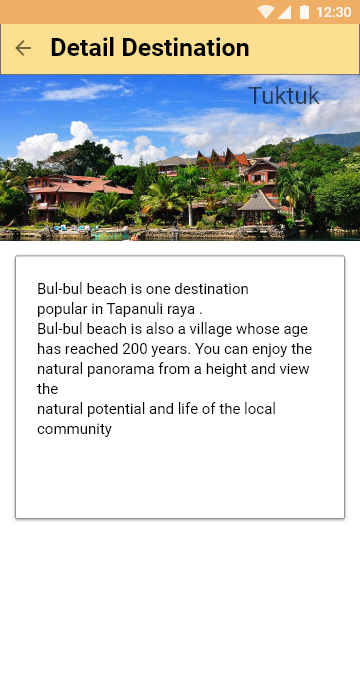 12:30
Detail Destination
Tuktuk
Bul-bul beach is one destination
popular in Tapanuli raya .
Bul-bul beach is also a village whose age
has reached 200 years. You can enjoy the
natural panorama from a height and view
the
natural potential and life of the local
community